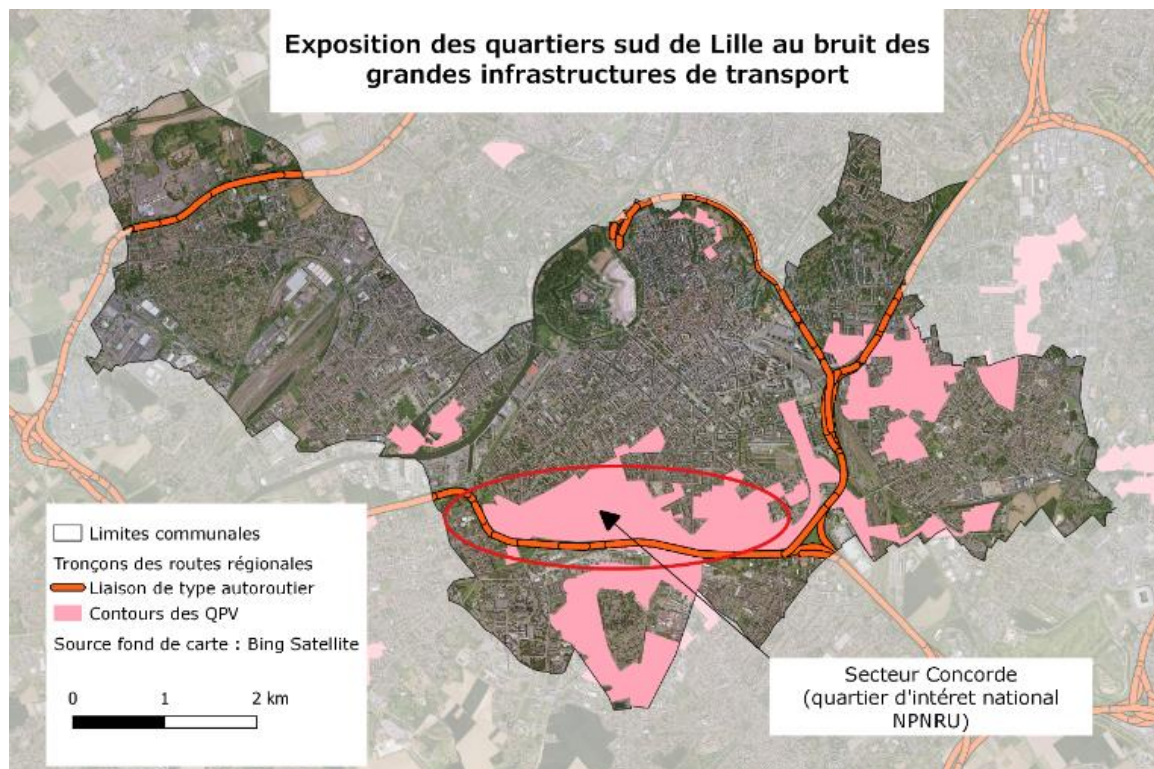 Exposition des quartiers sud de Lille au bruit des
grandes infrastructures de transport
Limites communales
Tronçons des routes régionales
Liaison de type autoroutier
Contours des QPV
Source fond de carte : Bing Satellite
0 1 2 km
Secteur Concorde
(quartier d'intéret national
NPNRU)